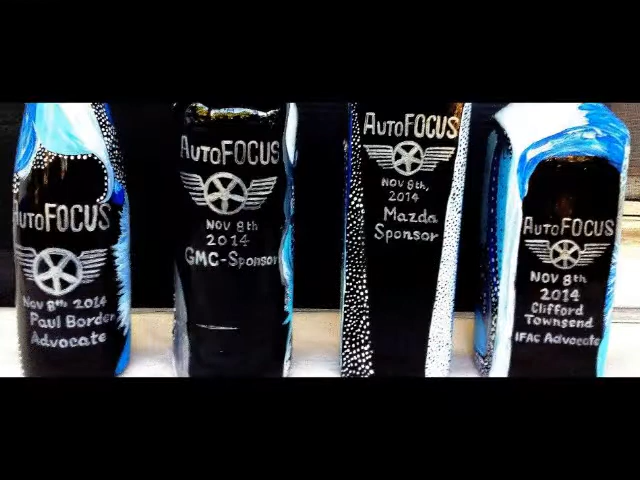 AutoFOCUS
Nov 8th 2014
Paul Border
Advocate
AutoFOCUS
Nov 8th
2014
GMC-Sponsor
AutoFOCUS
Nov 8th,
2014
Mazda
Sponsor
AutoFOCUS
Nov 8th
2014
Clifford
Townsend
IFAC Advocate